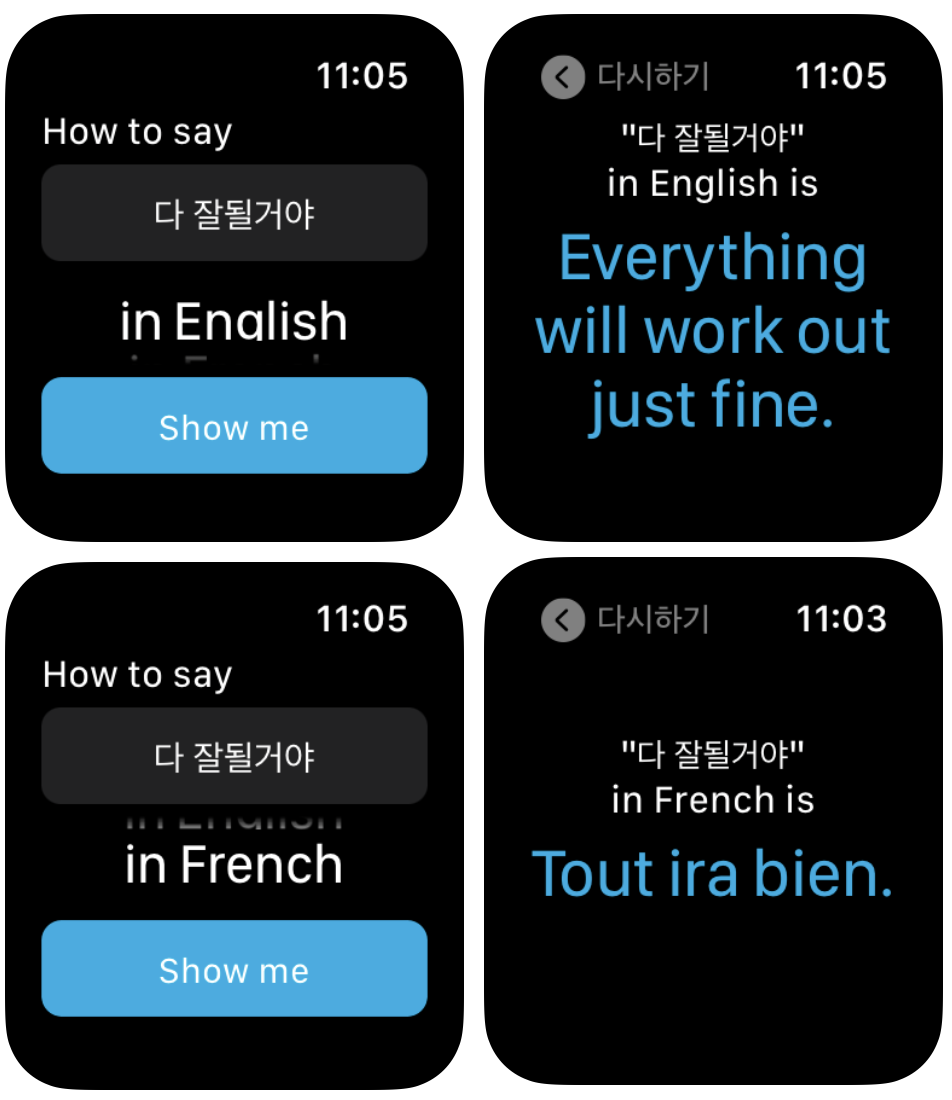 11:05
How to say
다 잘될거야
in English
Show me
다시하기 11:05
"다 잘될거야"
in English is
Everything
will work out
just fine.
11:05
How to say
다 잘될거야
in English
in French
Show me
다시하기 11:03
"다 잘될거야"
in French is
Tout ira bien.